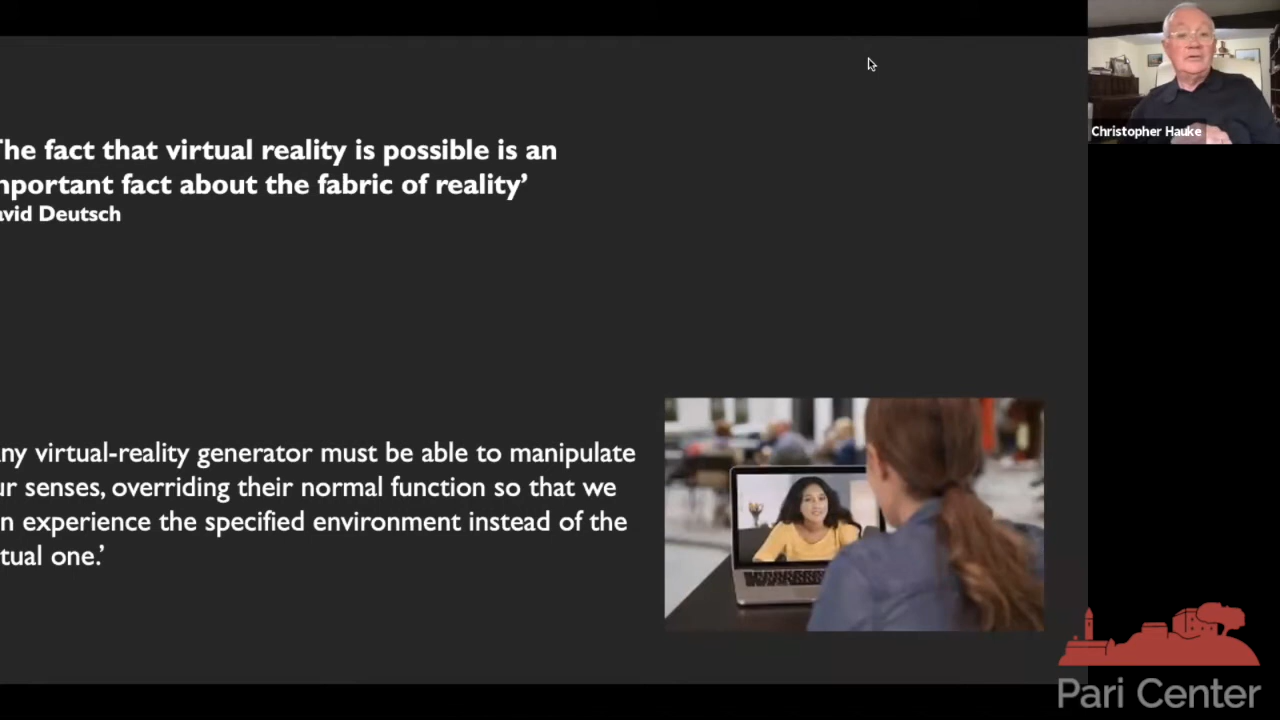 The fact that virtual reality is possible is an
mportant fact about the fabric of reality’
avid Deutsch
ny virtual-reality generator must be able to manipulate
ur senses, overriding their normal function so that we
n experience the specified environment instead of the
tual one.’
Christopher Hauke
Pari Center